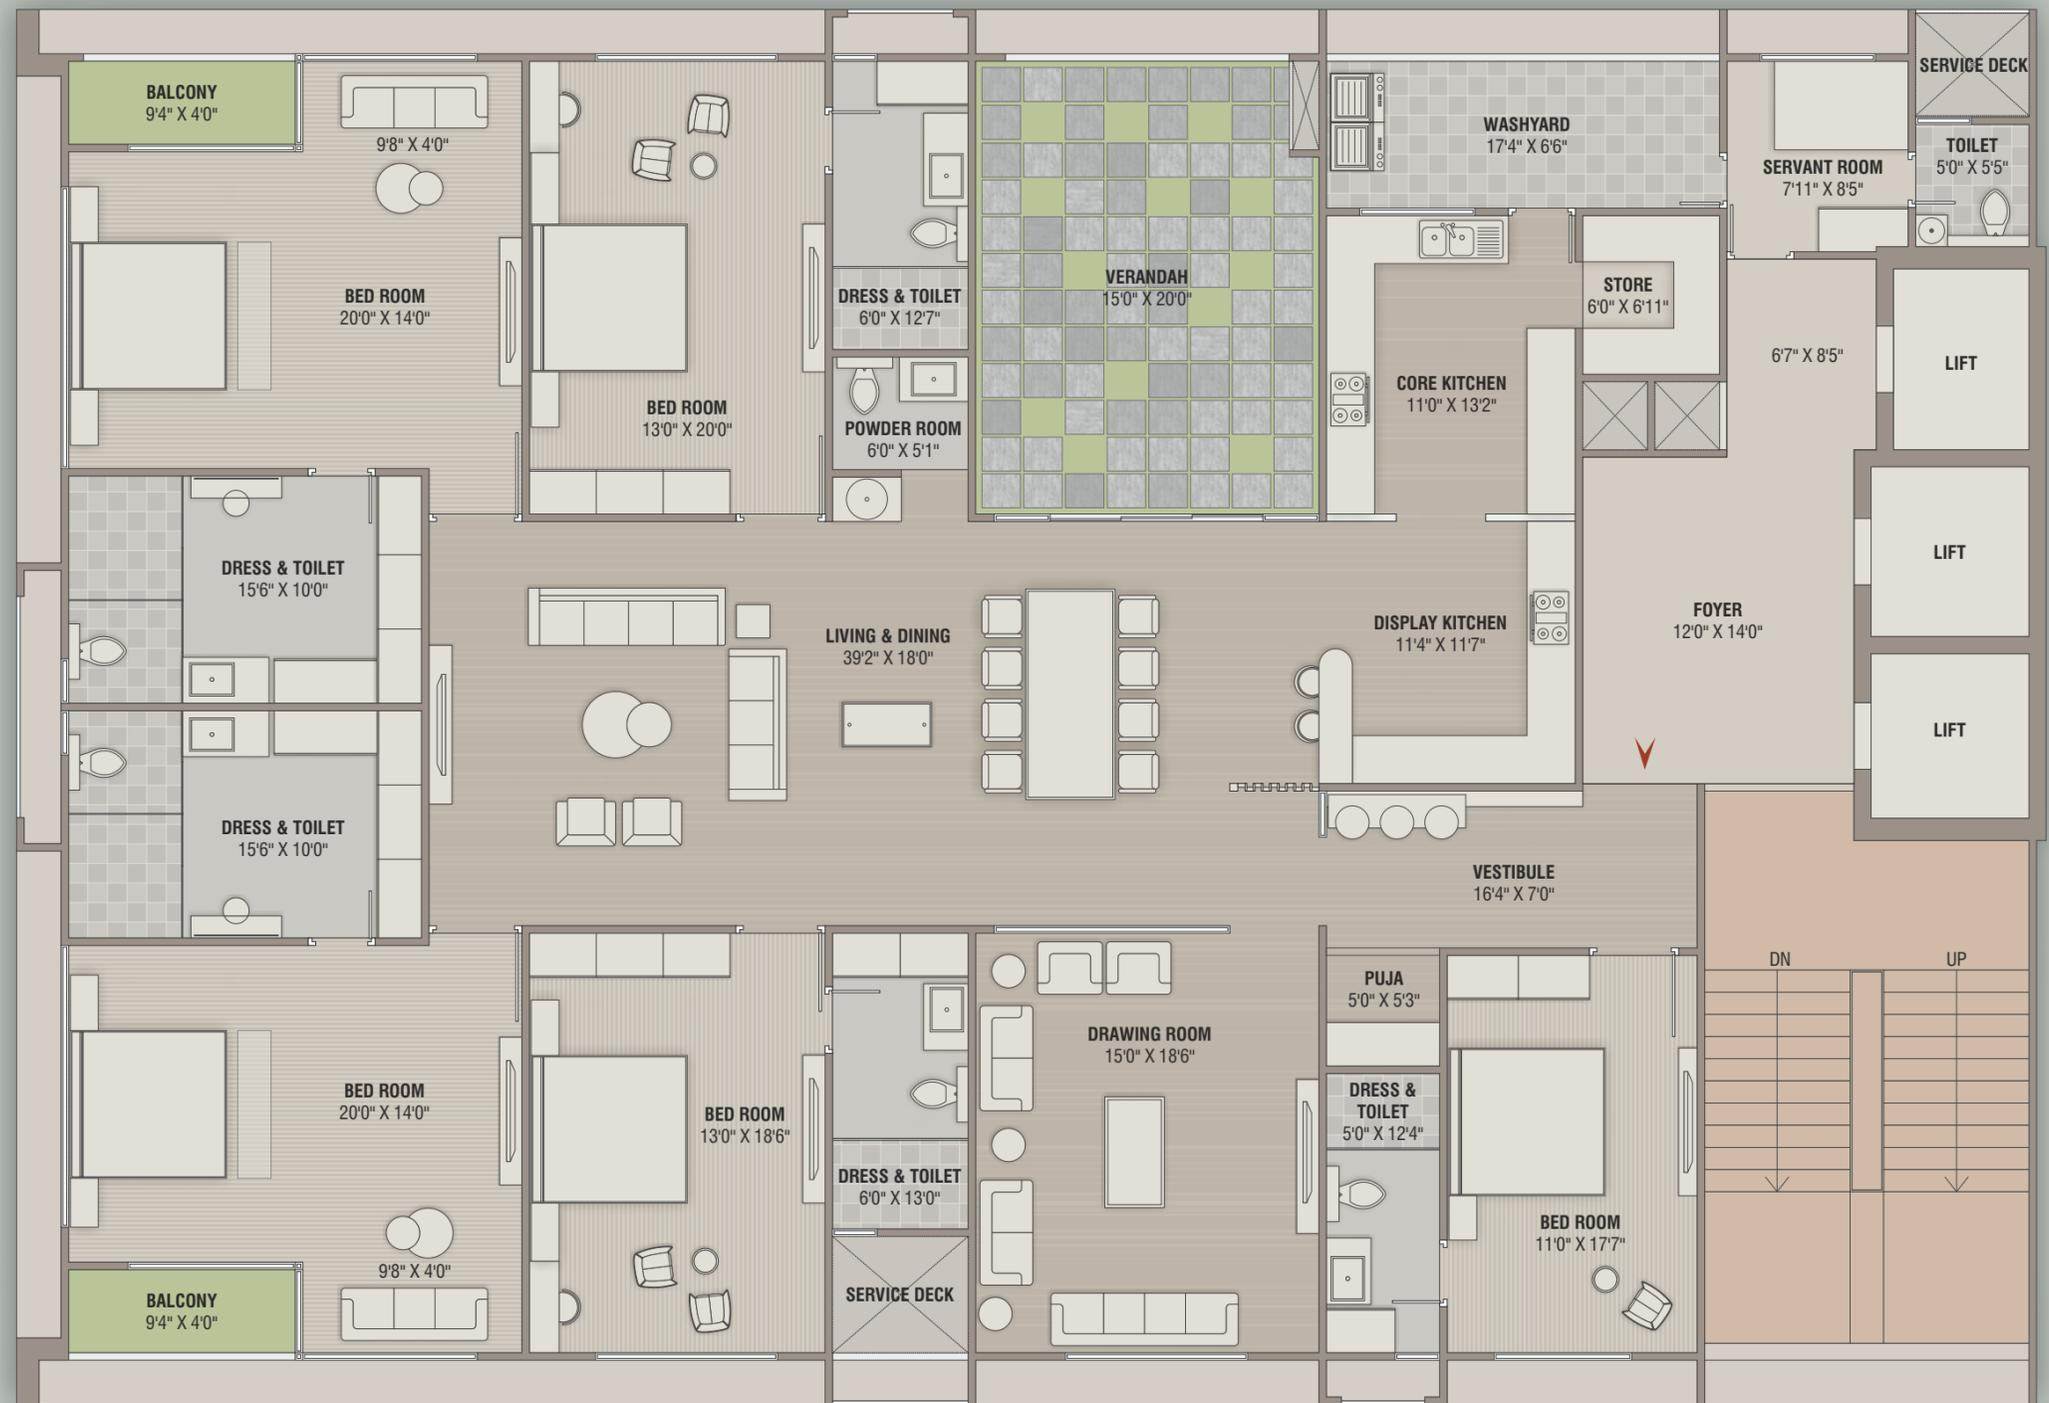 SERVICE DECK
BALCONY
9'4" X 4'0"
9'8" X 4'0"
WASHYARD
17'4" X 6'6"
SERVANT ROOM
7'11" X 8'5"
TOILET
5'0" X 5'5"
BED ROOM
20'0" X 14'0"
BED ROOM
13'0" X 20'0"
DRESS & TOILET
6'0" X 12'7"
VERANDAH
15'0" X 20'0"
STORE
6'0" X 6'11"
6'7" X 8'5"
LIFT
CORE KITCHEN
11'0" X 13'2"
POWDER ROOM
6'0" X 5'1"
DRESS & TOILET
15'6" X 10'0"
LIFT
LIVING & DINING
39'2" X 18'0"
DISPLAY KITCHEN
11'4" X 11'7"
FOYER
12'0" X 14'0"
LIFT
DRESS & TOILET
15'6" X 10'0"
VESTIBULE
16'4" X 7'0"
DN
UP
PUJA
5'0" X 5'3"
DRAWING ROOM
15'0" X 18'6"
BED ROOM
20'0" X 14'0"
BED ROOM
13'0" X 18'6"
DRESS &
TOILET
5'0" X 12'4"
DRESS & TOILET
6'0" X 13'0"
BED ROOM
11'0" X 17'7"
9'8" X 4'0"
BALCONY
9'4" X 4'0"
SERVICE DECK